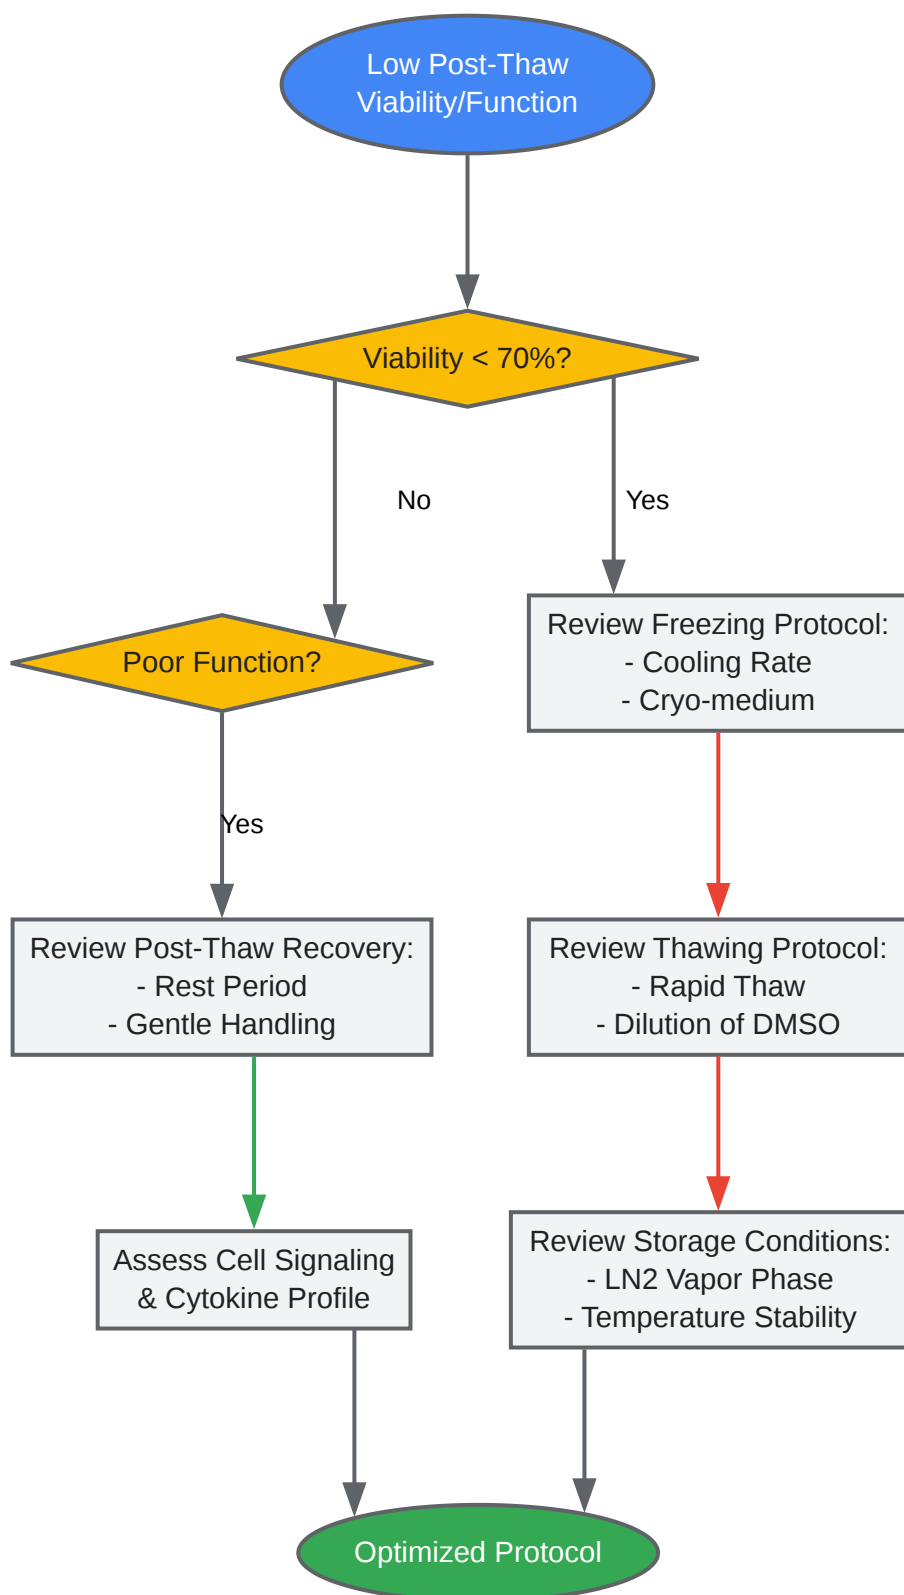 Low Post-Thaw
Viability/Function
Viability < 70%?
No
Yes
Review Freezing Protocol:
- Cooling Rate
- Cryo-medium
Poor Function?
Yes
Review Post-Thaw Recovery:
- Rest Period
- Gentle Handling
Review Thawing Protocol:
- Rapid Thaw
- Dilution of DMSO
Assess Cell Signaling
& Cytokine Profile
Review Storage Conditions:
- LN2 Vapor Phase
- Temperature Stability
Optimized Protocol